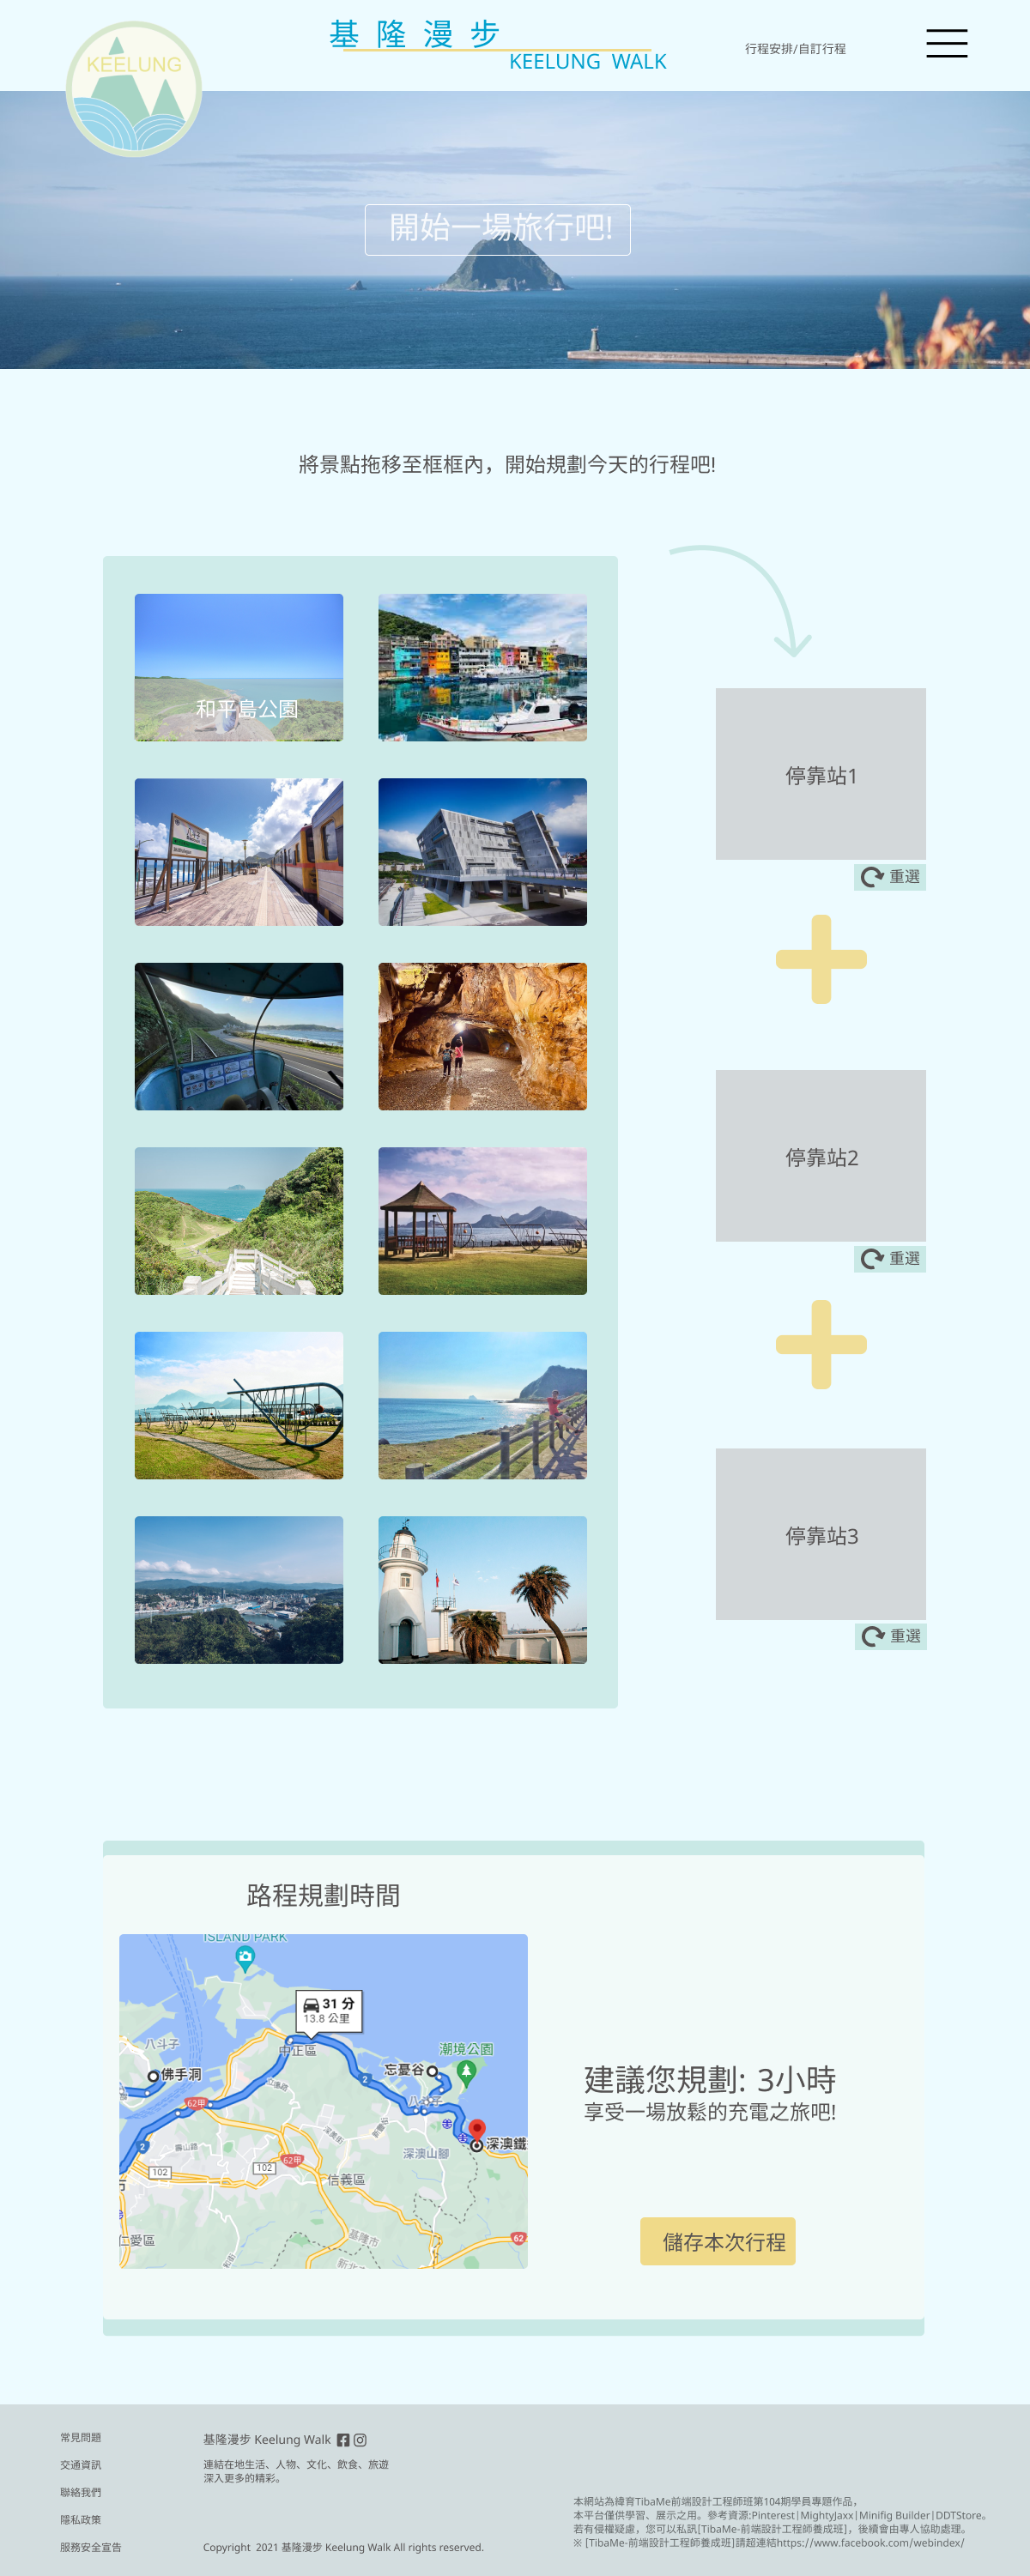 KEELUNG
基隆漫步
KEELUNG WALK
行程安排/自訂行程
開始一場旅行吧!
將景點拖移至框框內，開始規劃今天的行程吧!
和平島公園
停靠站1
重選
停靠站2
重選
停靠站3
重選
路程規劃時間
ISLAND PARK
31 分
13.8 公里
八斗子
中正區
潮境公園
佛手洞
忘憂谷
2
62甲
八斗子
2
深澳鐵
深澳山腳
102
102
62甲
信義區
仁愛區
基隆市
62
新北
建議您規劃: 3小時
享受一場放鬆的充電之旅吧!
儲存本次行程
常見問題
交通資訊
聯絡我們
隱私政策
服務安全宣告
基隆漫步 Keelung Walk
連結在地生活、人物、文化、飲食、旅遊
深入更多的精彩。
Copyright 2021 基隆漫步 Keelung Walk All rights reserved.
本網站為緯育TibaMe前端設計工程師班第104期學員專題作品，
本平台僅供學習、展示之用。參考資源:Pinterest|MightyJaxx|Minifig Builder|DDTStore。
若有侵權疑慮，您可以私訊[TibaMe-前端設計工程師養成班]，後續會由專人協助處理。
※ [TibaMe-前端設計工程師養成班]請超連結https://www.facebook.com/webindex/